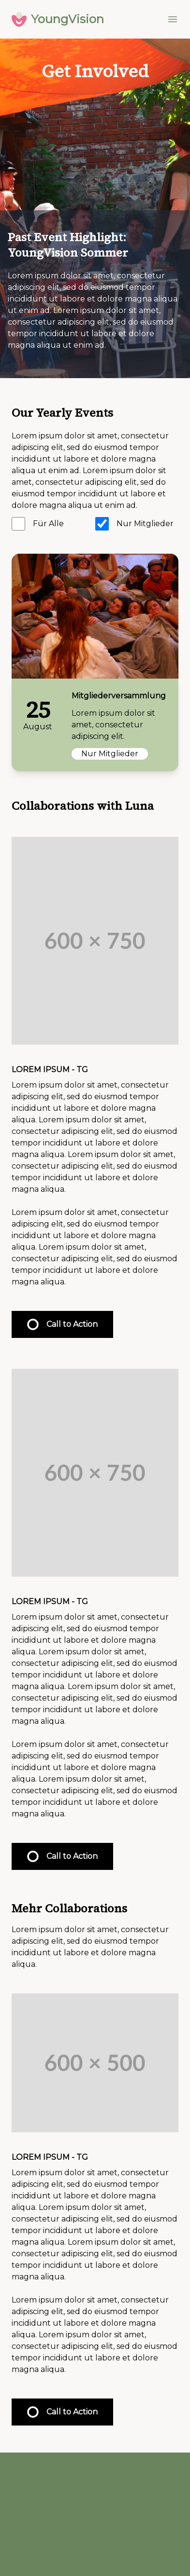 YoungVision
Get Involved
Past Event Highlight:
YoungVision Sommer
Lorem ipsum dolor sit amet, consectetur
adipiscing elit, sed do eiusmod tempor
incididunt ut labore et dolore magna aliqua
ut enim ad. Lorem ipsum dolor sit amet,
consectetur adipiscing elit, sed do eiusmod
tempor incididunt ut labore et dolore
magna aliqua ut enim ad.
Our Yearly Events
Lorem ipsum dolor sit amet, consectetur
adipiscing elit, sed do eiusmod tempor
incididunt ut labore et dolore magna
aliqua ut enim ad. Lorem ipsum dolor sit
amet, consectetur adipiscing elit, sed do
eiusmod tempor incididunt ut labore et
dolore magna aliqua ut enim ad.
Für Alle
Nur Mitglieder
25
August
Mitgliederversammlung
Lorem ipsum dolor sit
amet, consectetur
adipiscing elit.
Nur Mitglieder
Collaborations with Luna
600 × 750
LOREM IPSUM - TG
Lorem ipsum dolor sit amet, consectetur
adipiscing elit, sed do eiusmod tempor
incididunt ut labore et dolore magna
aliqua. Lorem ipsum dolor sit amet,
consectetur adipiscing elit, sed do eiusmod
tempor incididunt ut labore et dolore
magna aliqua. Lorem ipsum dolor sit amet,
consectetur adipiscing elit, sed do eiusmod
tempor incididunt ut labore et dolore
magna aliqua.
Lorem ipsum dolor sit amet, consectetur
adipiscing elit, sed do eiusmod tempor
incididunt ut labore et dolore magna
aliqua. Lorem ipsum dolor sit amet,
consectetur adipiscing elit, sed do eiusmod
tempor incididunt ut labore et dolore
magna aliqua.
Call to Action
600 × 750
LOREM IPSUM - TG
Lorem ipsum dolor sit amet, consectetur
adipiscing elit, sed do eiusmod tempor
incididunt ut labore et dolore magna
aliqua. Lorem ipsum dolor sit amet,
consectetur adipiscing elit, sed do eiusmod
tempor incididunt ut labore et dolore
magna aliqua. Lorem ipsum dolor sit amet,
consectetur adipiscing elit, sed do eiusmod
tempor incididunt ut labore et dolore
magna aliqua.
Lorem ipsum dolor sit amet, consectetur
adipiscing elit, sed do eiusmod tempor
incididunt ut labore et dolore magna
aliqua. Lorem ipsum dolor sit amet,
consectetur adipiscing elit, sed do eiusmod
tempor incididunt ut labore et dolore
magna aliqua.
Call to Action
Mehr Collaborations
Lorem ipsum dolor sit amet, consectetur
adipiscing elit, sed do eiusmod tempor
incididunt ut labore et dolore magna
aliqua.
600 × 500
LOREM IPSUM - TG
Lorem ipsum dolor sit amet, consectetur
adipiscing elit, sed do eiusmod tempor
incididunt ut labore et dolore magna
aliqua. Lorem ipsum dolor sit amet,
consectetur adipiscing elit, sed do eiusmod
tempor incididunt ut labore et dolore
magna aliqua. Lorem ipsum dolor sit amet,
consectetur adipiscing elit, sed do eiusmod
tempor incididunt ut labore et dolore
magna aliqua.
Lorem ipsum dolor sit amet, consectetur
adipiscing elit, sed do eiusmod tempor
incididunt ut labore et dolore magna
aliqua. Lorem ipsum dolor sit amet,
consectetur adipiscing elit, sed do eiusmod
tempor incididunt ut labore et dolore
magna aliqua.
Call to Action